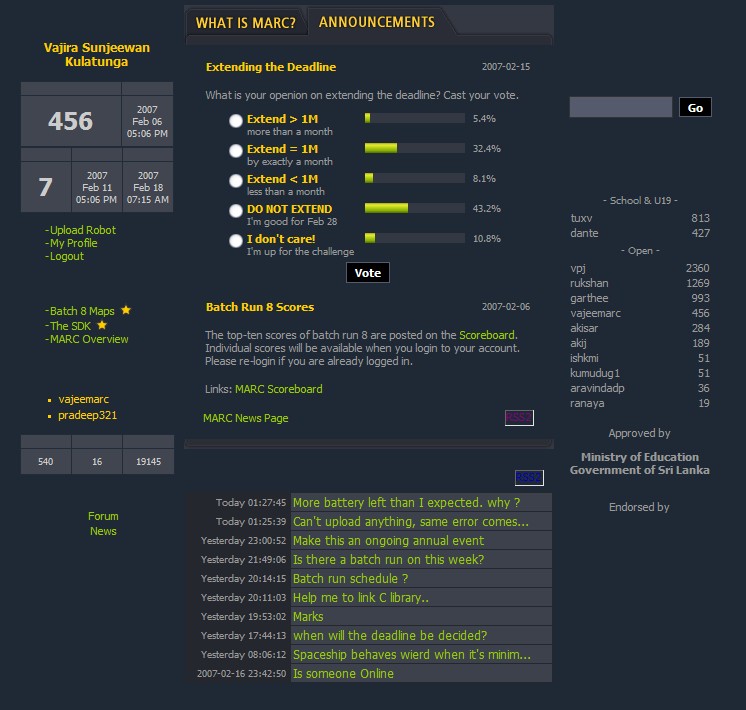 Vajira Sunjeewan
Kulatunga
456
2007
Feb 06
05:06 PM
7
2007
Feb 11
05:06 PM
2007
Feb 18
07:15 AM
-Upload Robot
-My Profile
-Logout
-Batch 8 Maps
-The SDK
-MARC Overview
vajeemarc
pradeep321
540 16 19145
Forum
News
WHAT IS MARC? ANNOUNCEMENTS
Extending the Deadline 2007-02-15
What is your openion on extending the deadline? Cast your vote.
Extend > 1M 5.4%
more than a month
Extend = 1M 32.4%
by exactly a month
Extend < 1M 8.1%
less than a month
DO NOT EXTEND 43.2%
I'm good for Feb 28
I don't care! 10.8%
I'm up for the challenge
Vote
Batch Run 8 Scores 2007-02-06
The top-ten scores of batch run 8 are posted on the Scoreboard.
Individual scores will be available when you login to your account.
Please re-login if you are already logged in.
Links: MARC Scoreboard
MARC News Page
Today 01:27:45 More battery left than I expected. why ?
Today 01:25:39 Can't upload anything, same error comes...
Yesterday 23:00:52 Make this an ongoing annual event
Yesterday 21:49:06 Is there a batch run on this week?
Yesterday 20:14:15 Batch run schedule ?
Yesterday 20:11:03 Help me to link C library..
Yesterday 19:53:02 Marks
Yesterday 17:44:13 when will the deadline be decided?
Yesterday 08:06:12 Spaceship behaves wierd when it's minim...
2007-02-16 23:42:50 Is someone Online
Go
- School & U19 -
tuxv 813
dante 427
- Open -
vpj 2360
rukshan 1269
garthee 993
vajeemarc 456
akisar 284
akij 189
ishkmi 51
kumudug1 51
aravindadp 36
ranaya 19
Approved by
Ministry of Education
Government of Sri Lanka
Endorsed by